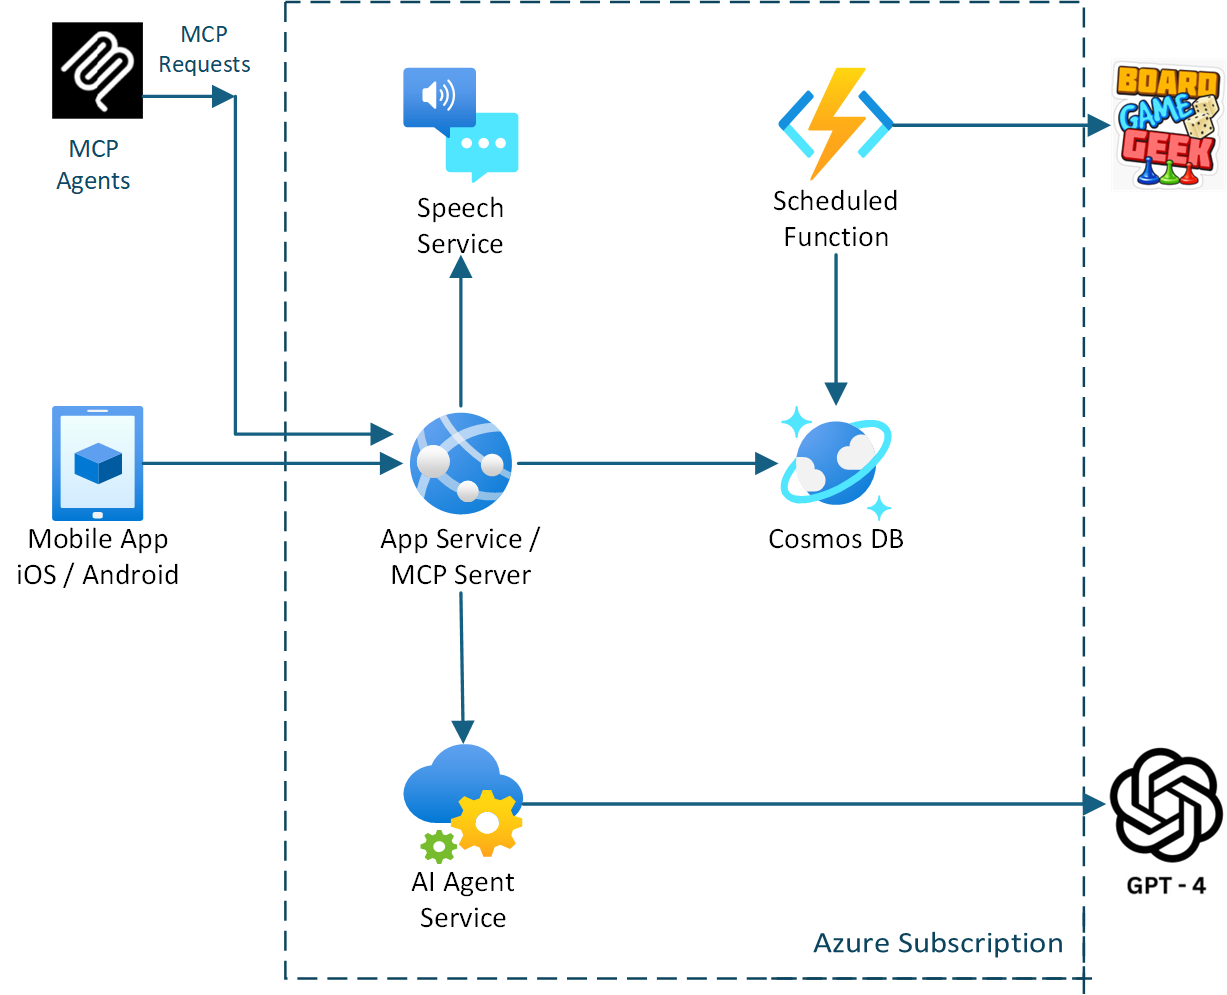 MCP
Requests
MCP
Agents
Speech
Service
Scheduled
Function
BOARD
GAME
GEEK
Mobile App
iOS / Android
App Service /
MCP Server
Cosmos DB
AI Agent
Service
GPT - 4
Azure Subscription